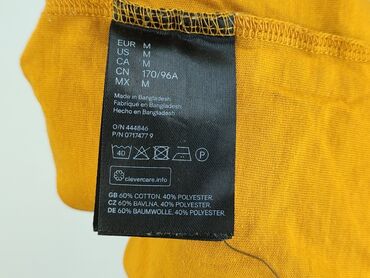 EUR M
US M
CA M
CN 170/96A
MX M
Made in Bangladesh
Fabriqué en Bangladesh
Hecho en Bangladesh
O/N 444846
P/N 0717477 9
40
P
clevercare.info
GB 60% COTTON. 40% POLYESTER.
CZ 60% BAVLNA. 40% POLYESTER.
DE 60% BAUMWOLLE. 40% POLYESTER.